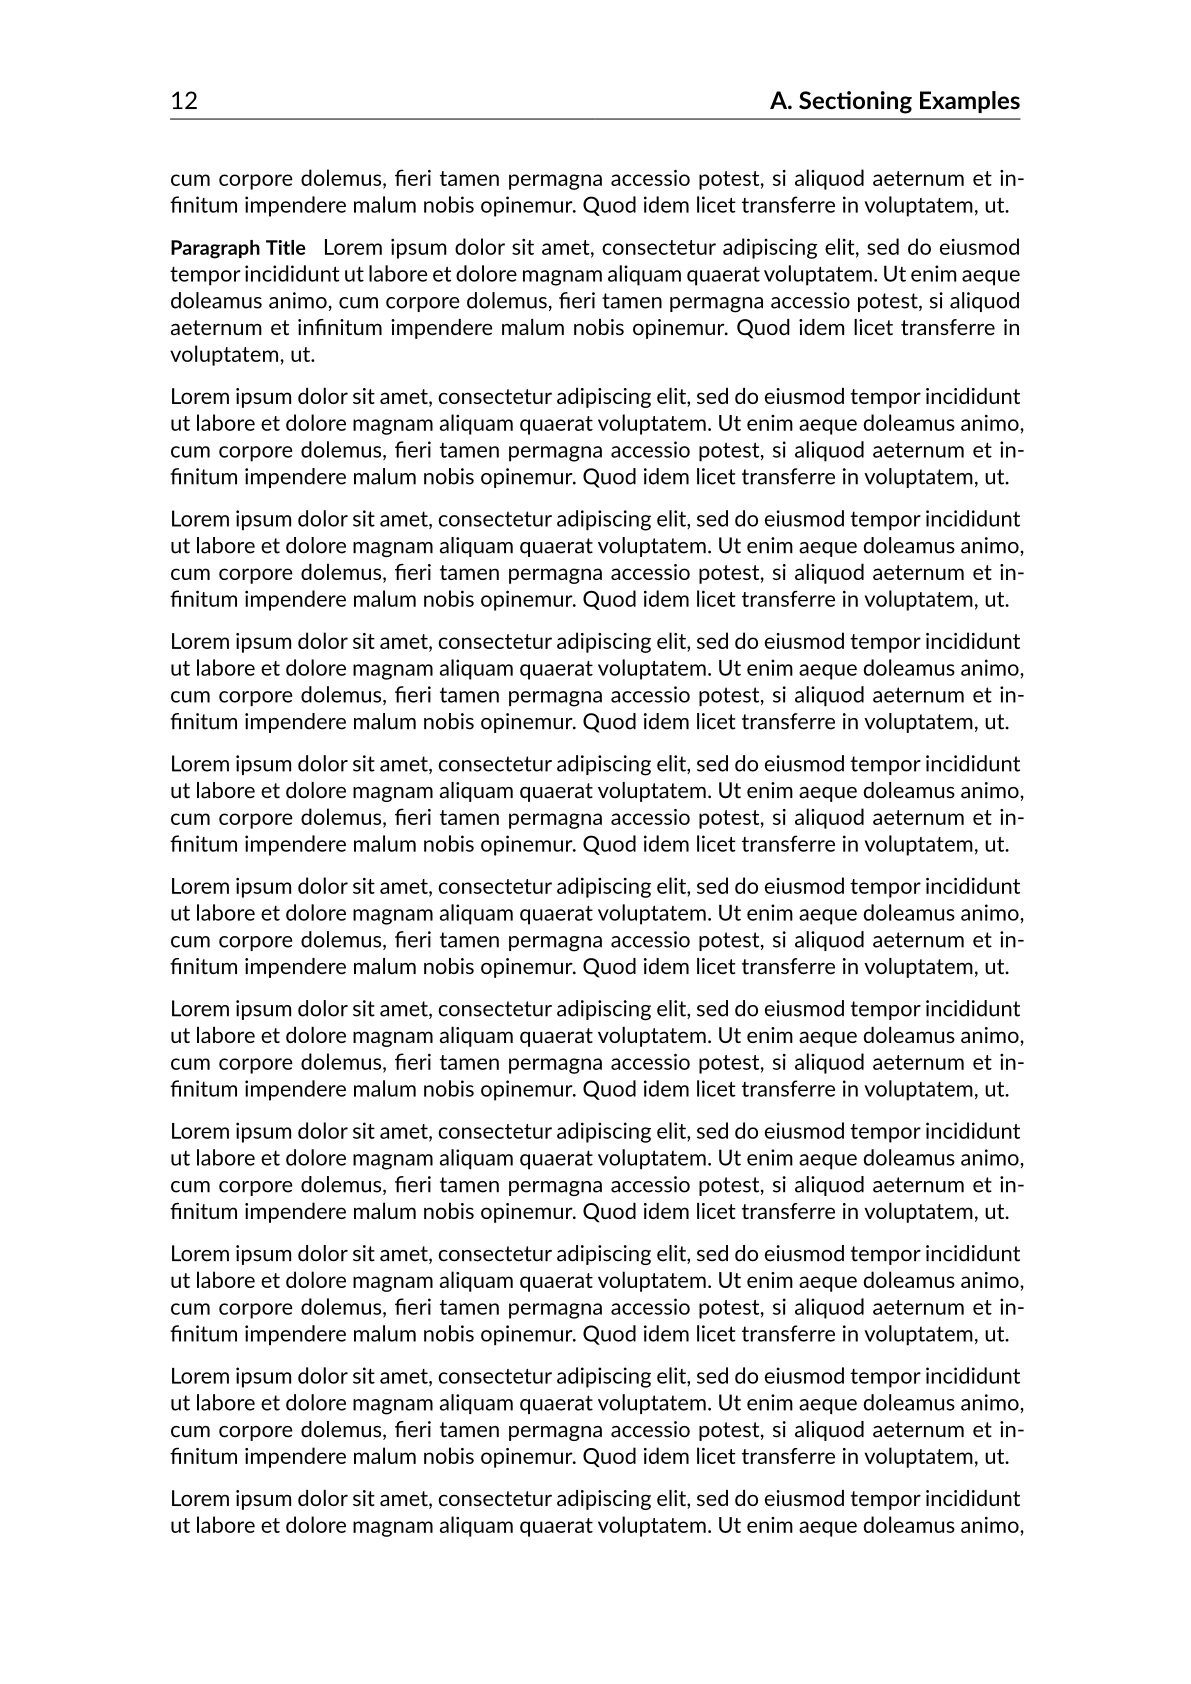 12 A. Sectioning Examples
cum corpore dolemus, fieri tamen permagna accessio potest, si aliquod aeternum et in-
finitum impendere malum nobis opinemur. Quod idem licet transferre in voluptatem, ut.
Paragraph Title Lorem ipsum dolor sit amet, consectetur adipiscing elit, sed do eiusmod
tempor incididunt ut labore et dolore magnam aliquam quaerat voluptatem. Ut enim aeque
doleamus animo, cum corpore dolemus, fieri tamen permagna accessio potest, si aliquod
aeternum et infinitum impendere malum nobis opinemur. Quod idem licet transferre in
voluptatem, ut.
Lorem ipsum dolor sit amet, consectetur adipiscing elit, sed do eiusmod tempor incididunt
ut labore et dolore magnam aliquam quaerat voluptatem. Ut enim aeque doleamus animo,
cum corpore dolemus, fieri tamen permagna accessio potest, si aliquod aeternum et in-
finitum impendere malum nobis opinemur. Quod idem licet transferre in voluptatem, ut.
Lorem ipsum dolor sit amet, consectetur adipiscing elit, sed do eiusmod tempor incididunt
ut labore et dolore magnam aliquam quaerat voluptatem. Ut enim aeque doleamus animo,
cum corpore dolemus, fieri tamen permagna accessio potest, si aliquod aeternum et in-
finitum impendere malum nobis opinemur. Quod idem licet transferre in voluptatem, ut.
Lorem ipsum dolor sit amet, consectetur adipiscing elit, sed do eiusmod tempor incididunt
ut labore et dolore magnam aliquam quaerat voluptatem. Ut enim aeque doleamus animo,
cum corpore dolemus, fieri tamen permagna accessio potest, si aliquod aeternum et in-
finitum impendere malum nobis opinemur. Quod idem licet transferre in voluptatem, ut.
Lorem ipsum dolor sit amet, consectetur adipiscing elit, sed do eiusmod tempor incididunt
ut labore et dolore magnam aliquam quaerat voluptatem. Ut enim aeque doleamus animo,
cum corpore dolemus, fieri tamen permagna accessio potest, si aliquod aeternum et in-
finitum impendere malum nobis opinemur. Quod idem licet transferre in voluptatem, ut.
Lorem ipsum dolor sit amet, consectetur adipiscing elit, sed do eiusmod tempor incididunt
ut labore et dolore magnam aliquam quaerat voluptatem. Ut enim aeque doleamus animo,
cum corpore dolemus, fieri tamen permagna accessio potest, si aliquod aeternum et in-
finitum impendere malum nobis opinemur. Quod idem licet transferre in voluptatem, ut.
Lorem ipsum dolor sit amet, consectetur adipiscing elit, sed do eiusmod tempor incididunt
ut labore et dolore magnam aliquam quaerat voluptatem. Ut enim aeque doleamus animo,
cum corpore dolemus, fieri tamen permagna accessio potest, si aliquod aeternum et in-
finitum impendere malum nobis opinemur. Quod idem licet transferre in voluptatem, ut.
Lorem ipsum dolor sit amet, consectetur adipiscing elit, sed do eiusmod tempor incididunt
ut labore et dolore magnam aliquam quaerat voluptatem. Ut enim aeque doleamus animo,
cum corpore dolemus, fieri tamen permagna accessio potest, si aliquod aeternum et in-
finitum impendere malum nobis opinemur. Quod idem licet transferre in voluptatem, ut.
Lorem ipsum dolor sit amet, consectetur adipiscing elit, sed do eiusmod tempor incididunt
ut labore et dolore magnam aliquam quaerat voluptatem. Ut enim aeque doleamus animo,
cum corpore dolemus, fieri tamen permagna accessio potest, si aliquod aeternum et in-
finitum impendere malum nobis opinemur. Quod idem licet transferre in voluptatem, ut.
Lorem ipsum dolor sit amet, consectetur adipiscing elit, sed do eiusmod tempor incididunt
ut labore et dolore magnam aliquam quaerat voluptatem. Ut enim aeque doleamus animo,
cum corpore dolemus, fieri tamen permagna accessio potest, si aliquod aeternum et in-
finitum impendere malum nobis opinemur. Quod idem licet transferre in voluptatem, ut.
Lorem ipsum dolor sit amet, consectetur adipiscing elit, sed do eiusmod tempor incididunt
ut labore et dolore magnam aliquam quaerat voluptatem. Ut enim aeque doleamus animo,